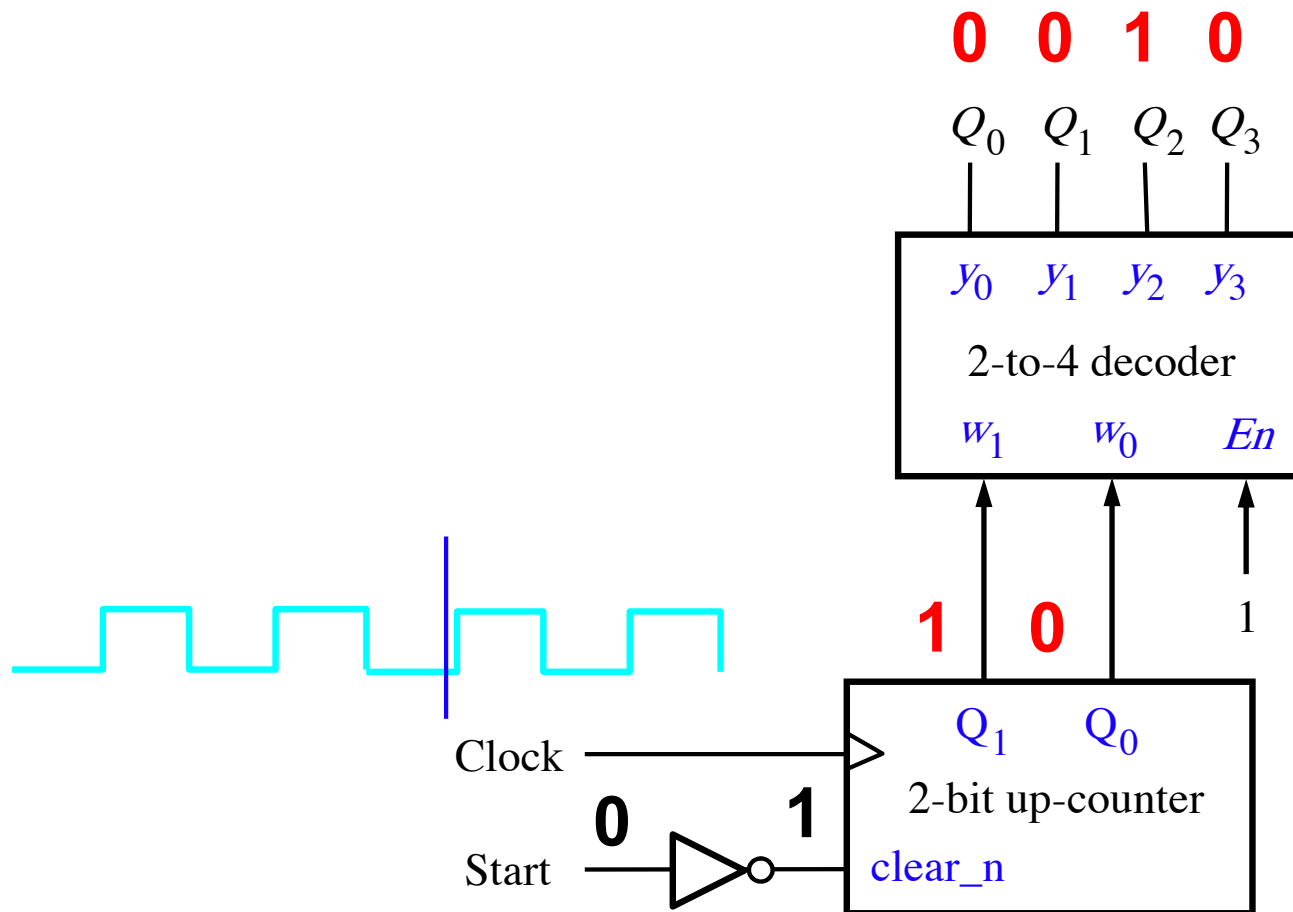 0 0 1 0
Q0 Q1 Q2 Q3
y0 y1 y2 y3
2-to-4 decoder
w1 w0 En
1 0 1
Q1 Q0
Clock
2-bit up-counter
0 1
Start clear_n